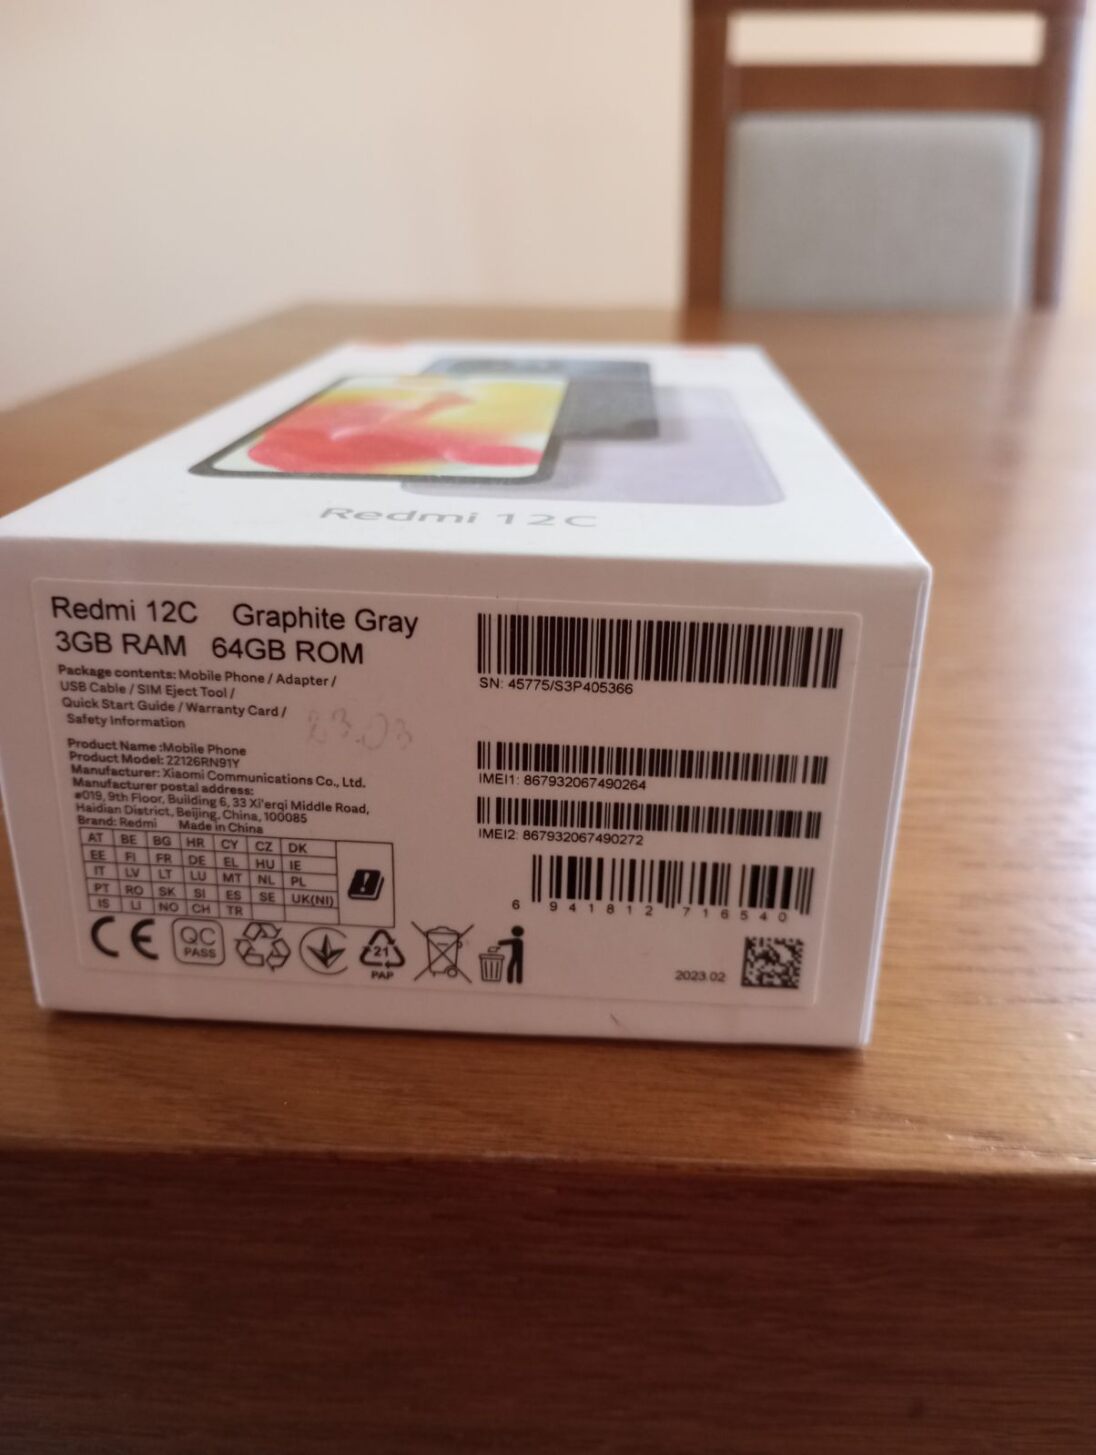 Redmi 12C
Redmi 12C Graphite Gray
3GB RAM 64GB ROM
Package contents: Mobile Phone / Adapter /
USB Cable / SIM Eject Tool /
Quick Start Guide / Warranty Card /
Safety Information
23.03
Product Name :Mobile Phone
Product Model: 22126RN91Y
Manufacturer: Xiaomi Communications Co., Ltd.
Manufacturer postal address:
#019, 9th Floor, Building 6, 33 Xi'erqi Middle Road,
Haidian District, Beijing, China, 100085
Brand: Redmi Made in China
AT BE BG HR CY CZ DK
EE FI FR DE EL HU IE
IT LV LT LU MT NL PL
PT RO SK SI ES SE UK(NI)
IS LI NO CH TR
CE
QC
PASS
21
PAP
SN: 45775/S3P405366
IMEI1: 867932067490264
IMEI2: 867932067490272
6 941812 716540
2023.02